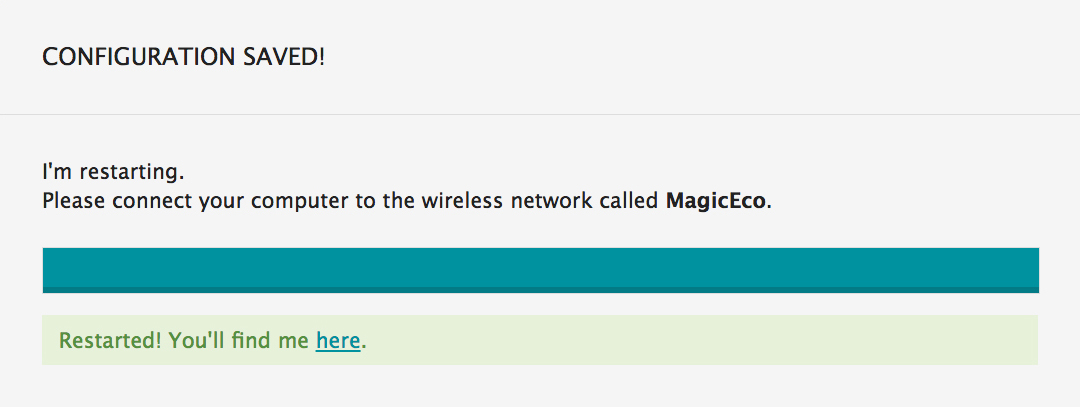 CONFIGURATION SAVED!
I'm restarting.
Please connect your computer to the wireless network called MagicEco.
Restarted! You'll find me here.